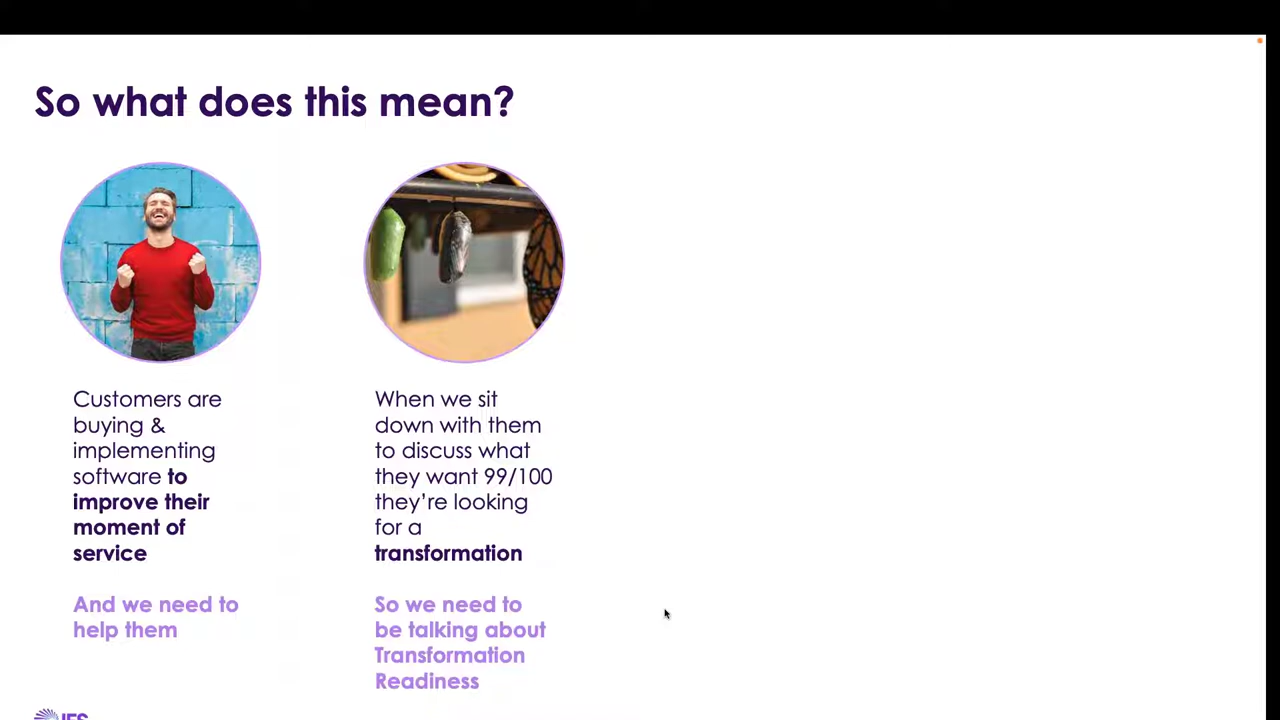 So what does this mean?
Customers are
buying &
implementing
software to
improve their
moment of
service
And we need to
help them
When we sit
down with them
to discuss what
they want 99/100
they’re looking
for a
transformation
So we need to
be talking about
Transformation
Readiness
IFS